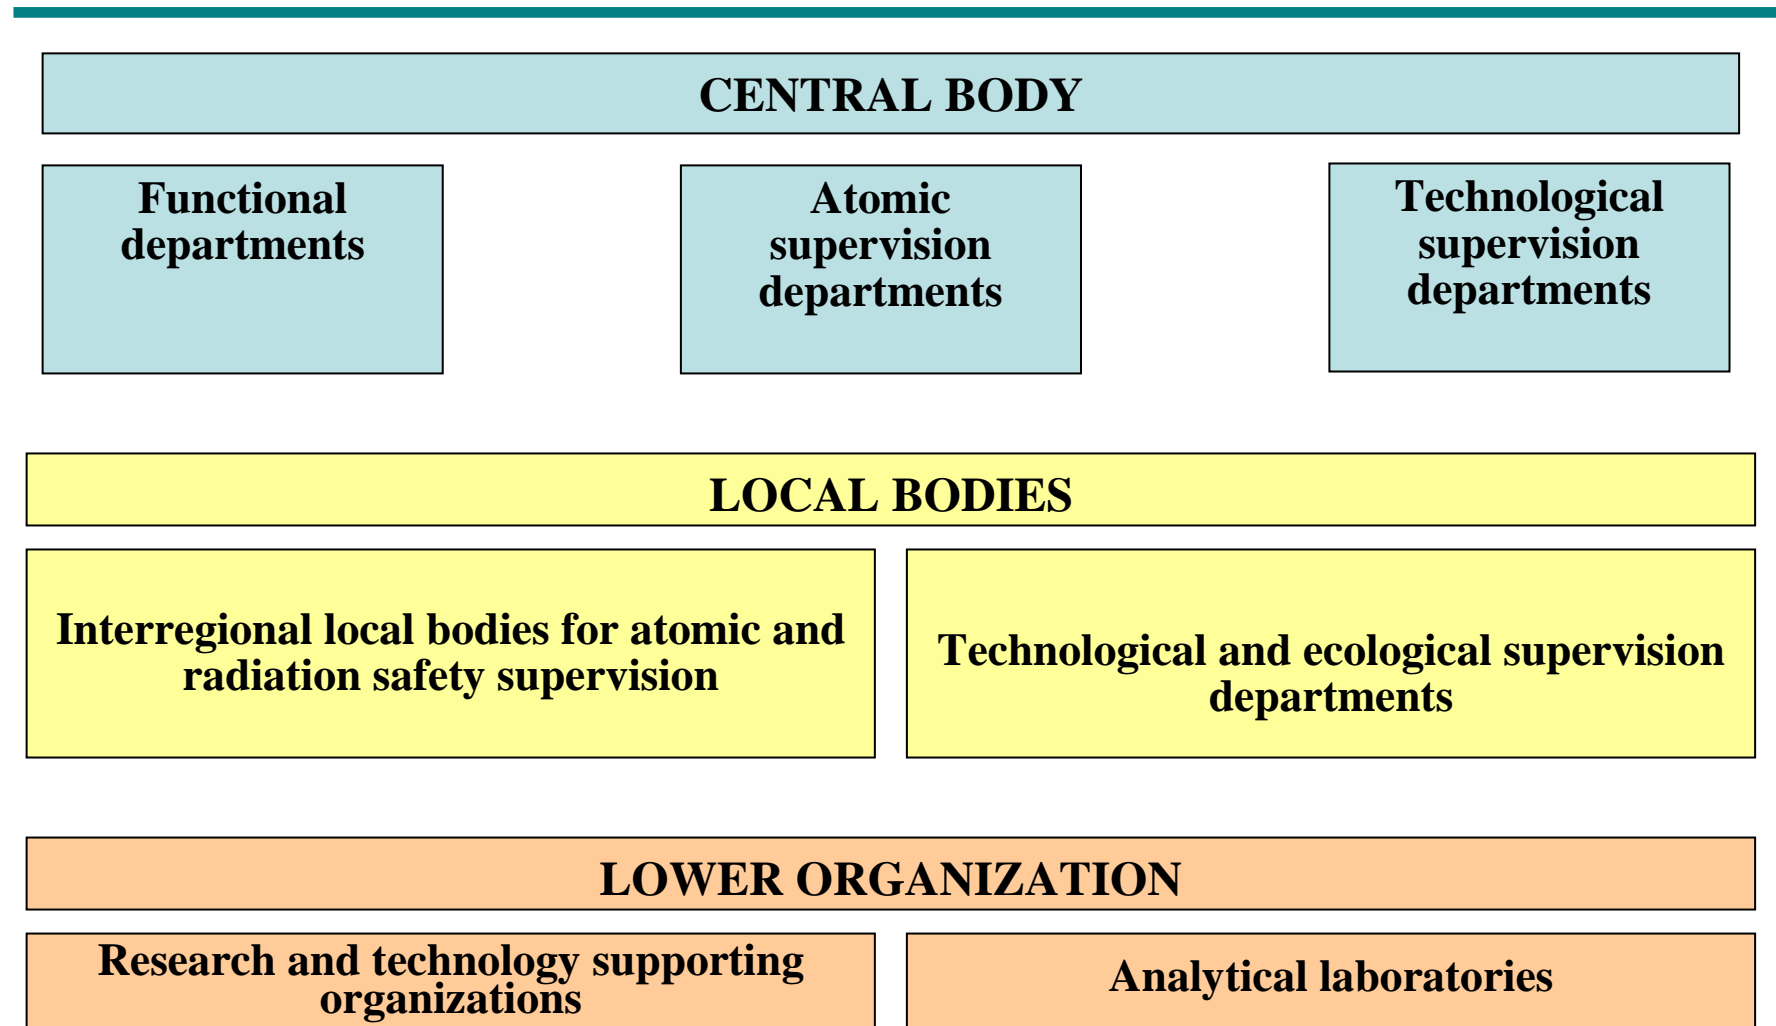 CENTRAL BODY
Functional
departments
Atomic
supervision
departments
Technological
supervision
departments
LOCAL BODIES
Interregional local bodies for atomic and
radiation safety supervision
Technological and ecological supervision
departments
LOWER ORGANIZATION
Research and technology supporting
organizations
Analytical laboratories